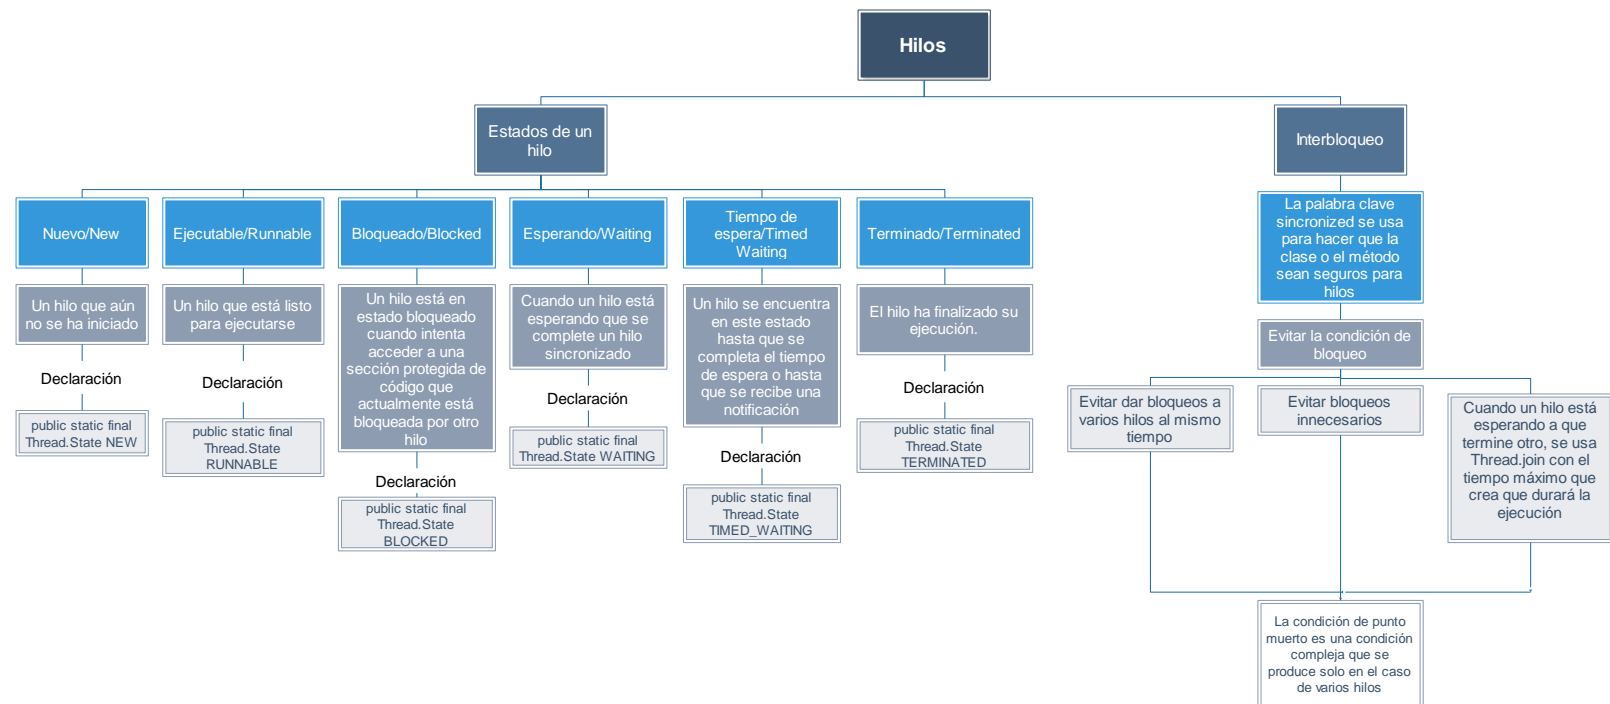 Hilos
Estados de un
hilo
Interbloqueo
Nuevo/New
Ejecutable/Runnable
Bloqueado/Blocked
Esperando/Waiting
Tiempo de
espera/Timed
Waiting
Terminado/Terminated
La palabra clave
sincronized se usa
para hacer que la
clase o el método
sean seguros para
hilos
Un hilo que aún
no se ha iniciado
Un hilo que está listo
para ejecutarse
Un hilo está en
estado bloqueado
cuando intenta
acceder a una
sección protegida de
código que
actualmente está
bloqueada por otro
hilo
Cuando un hilo está
esperando que se
complete un hilo
sincronizado
Un hilo se encuentra
en este estado
hasta que se
completa el tiempo
de espera o hasta
que se recibe una
notificación
El hilo ha finalizado su
ejecución.
Evitar la condición de
bloqueo
Declaración
Declaración
Declaración
Declaración
Declaración
Declaración
public static final
Thread.State NEW
public static final
Thread.State
RUNNABLE
public static final
Thread.State
BLOCKED
public static final
Thread.State WAITING
public static final
Thread.State
TIMED_WAITING
public static final
Thread.State
TERMINATED
Evitar dar bloqueos a
varios hilos al mismo
tiempo
Evitar bloqueos
innecesarios
Cuando un hilo está
esperando a que
termine otro, se usa
Thread.join con el
tiempo máximo que
crea que durará la
ejecución
La condición de punto
muerto es una condición
compleja que se
produce solo en el caso
de varios hilos